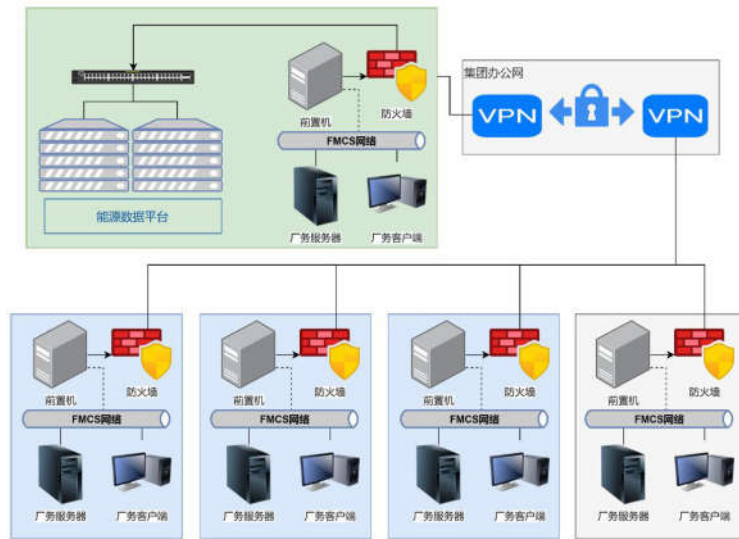 集团办公网
前置机
防火墙
VPN
VPN
FMCS网络
能源数据平台
厂务服务器
厂务客户端
前置机
防火墙
FMCS网络
厂务服务器
厂务客户端
前置机
防火墙
FMCS网络
厂务服务器
厂务客户端
前置机
防火墙
FMCS网络
厂务服务器
厂务客户端
前置机
防火墙
FMCS网络
厂务服务器
厂务客户端